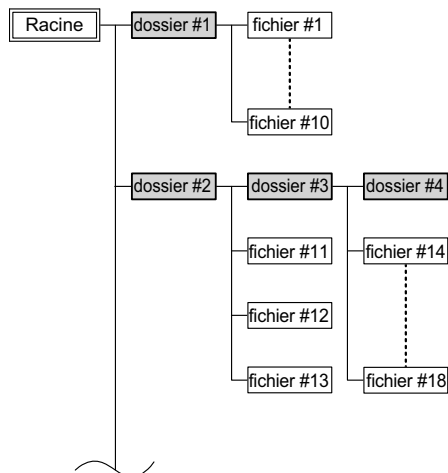 Racine dossier #1 fichier #1
fichier #10
dossier #2 dossier #3 dossier #4
fichier #11 fichier #14
fichier #12
fichier #13 fichier #18